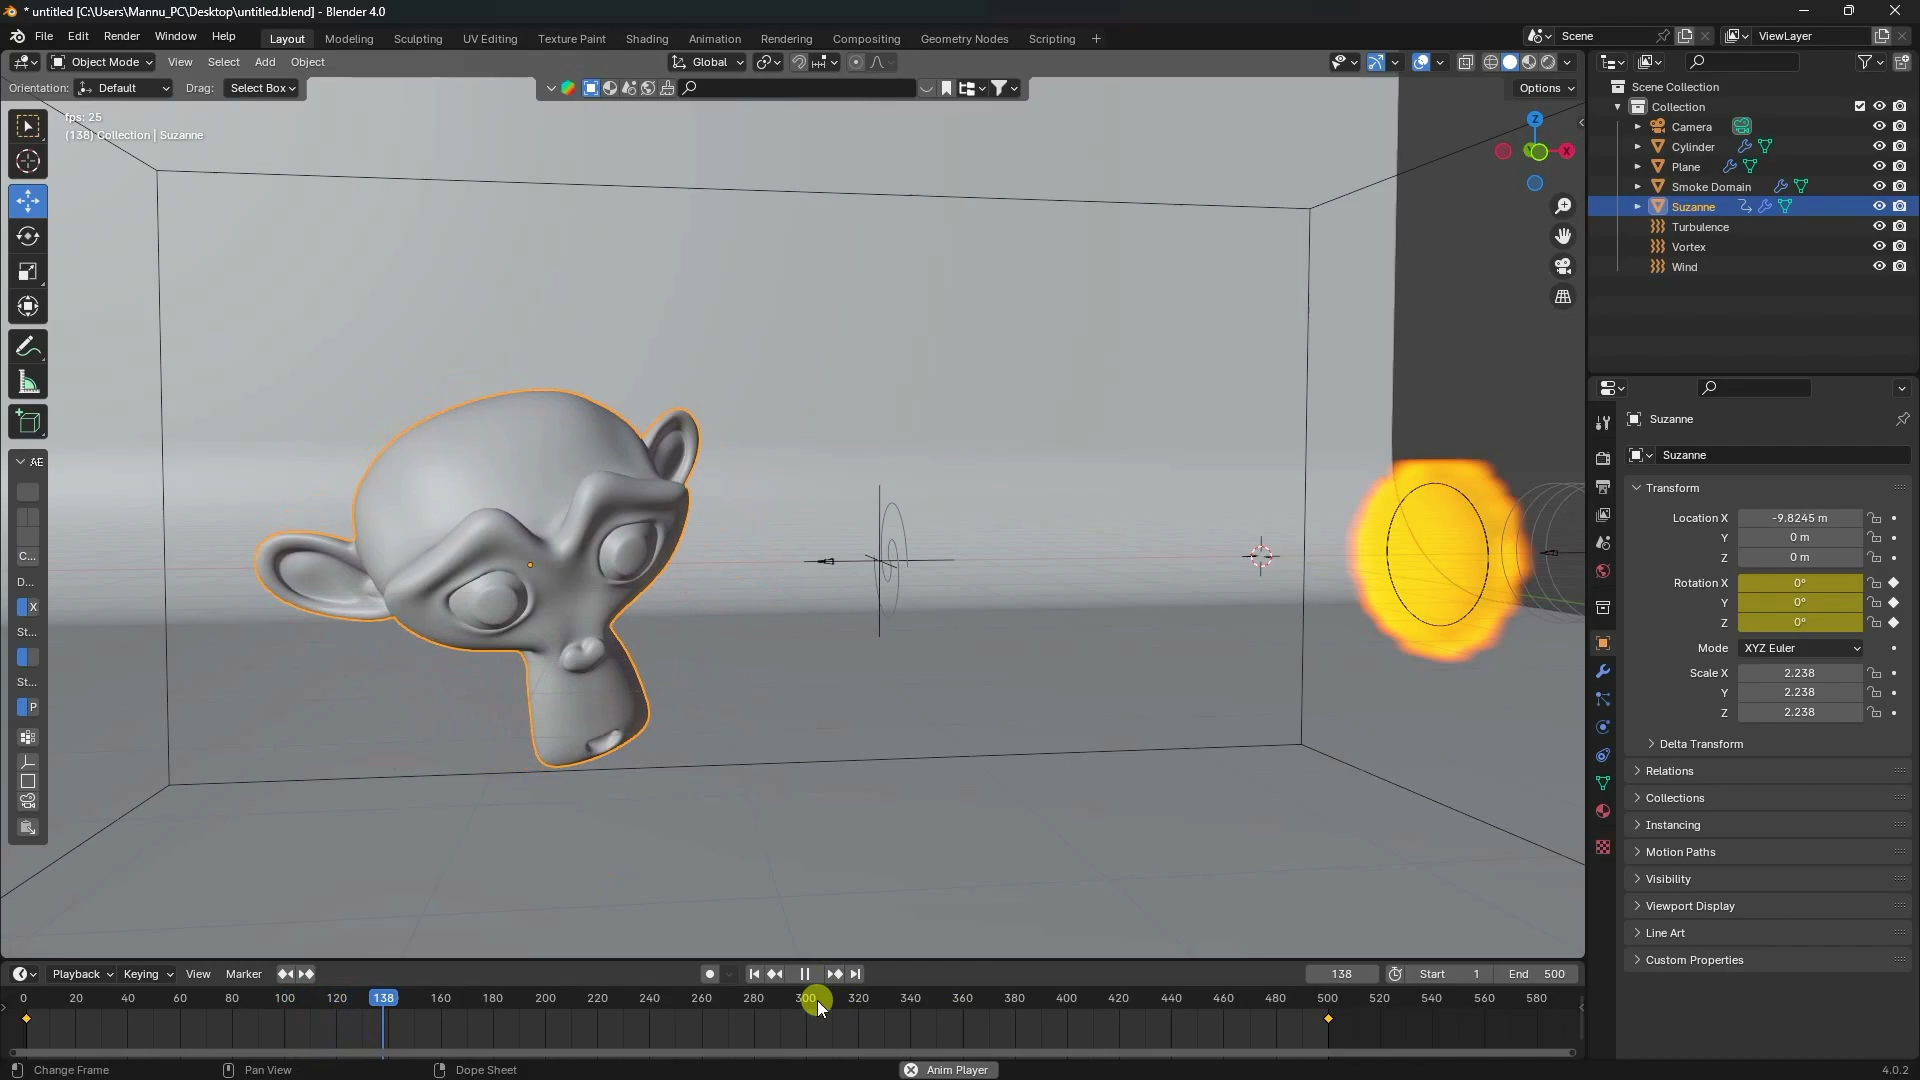 * untitled [C:\Users\Mannu_PC\Desktop\untitled.blend] - Blender 4.0
File Edit Render Window Help Layout Modeling Sculpting UV Editing Texture Paint Shading Animation Rendering Compositing Geometry Nodes Scripting + Scene ViewLayer
Object Mode View Select Add Object Global
Orientation: Default Drag: Select Box Options
fps: 25
(138) Collection | Suzanne
Z
X
AE
C...
D...
X
St...
St...
P
Scene Collection
Collection
Camera
Cylinder
Plane
Smoke Domain
Suzanne
Turbulence
Vortex
Wind
Suzanne
Suzanne
Transform
Location X -9.8245 m
Y 0 m
Z 0 m
Rotation X 0°
Y 0°
Z 0°
Mode XYZ Euler
Scale X 2.238
Y 2.238
Z 2.238
Delta Transform
Relations
Collections
Instancing
Motion Paths
Visibility
Viewport Display
Line Art
Custom Properties
Playback Keying View Marker 138 Start 1 End 500
0 20 40 60 80 100 120 138 160 180 200 220 240 260 280 300 320 340 360 380 400 420 440 460 480 500 520 540 560 580
Change Frame Pan View Dope Sheet Anim Player 4.0.2